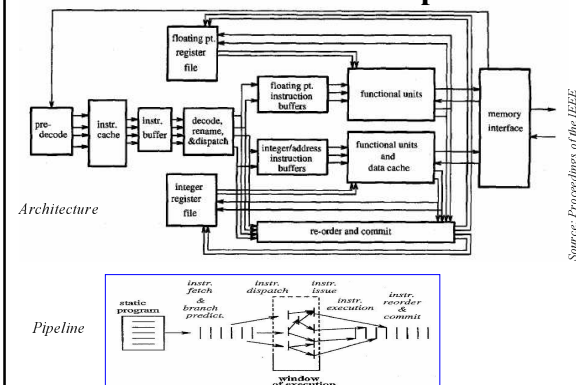 floating pt.
register
file
pre-
decode
instr.
cache
instr.
buffer
decode,
rename,
&dispatch
floating pt.
instruction
buffers
functional units
memory
interface
integer/address
instruction
buffers
functional units
and
data cache
integer
register
file
re-order and commit
Architecture
Source: Proceedings of the IEEE
Pipeline
static
program
instr.
fetch
&
branch
predict.
instr.
dispatch
instr.
issue
instr.
execution
instr.
reorder
&
commit
window
of execution